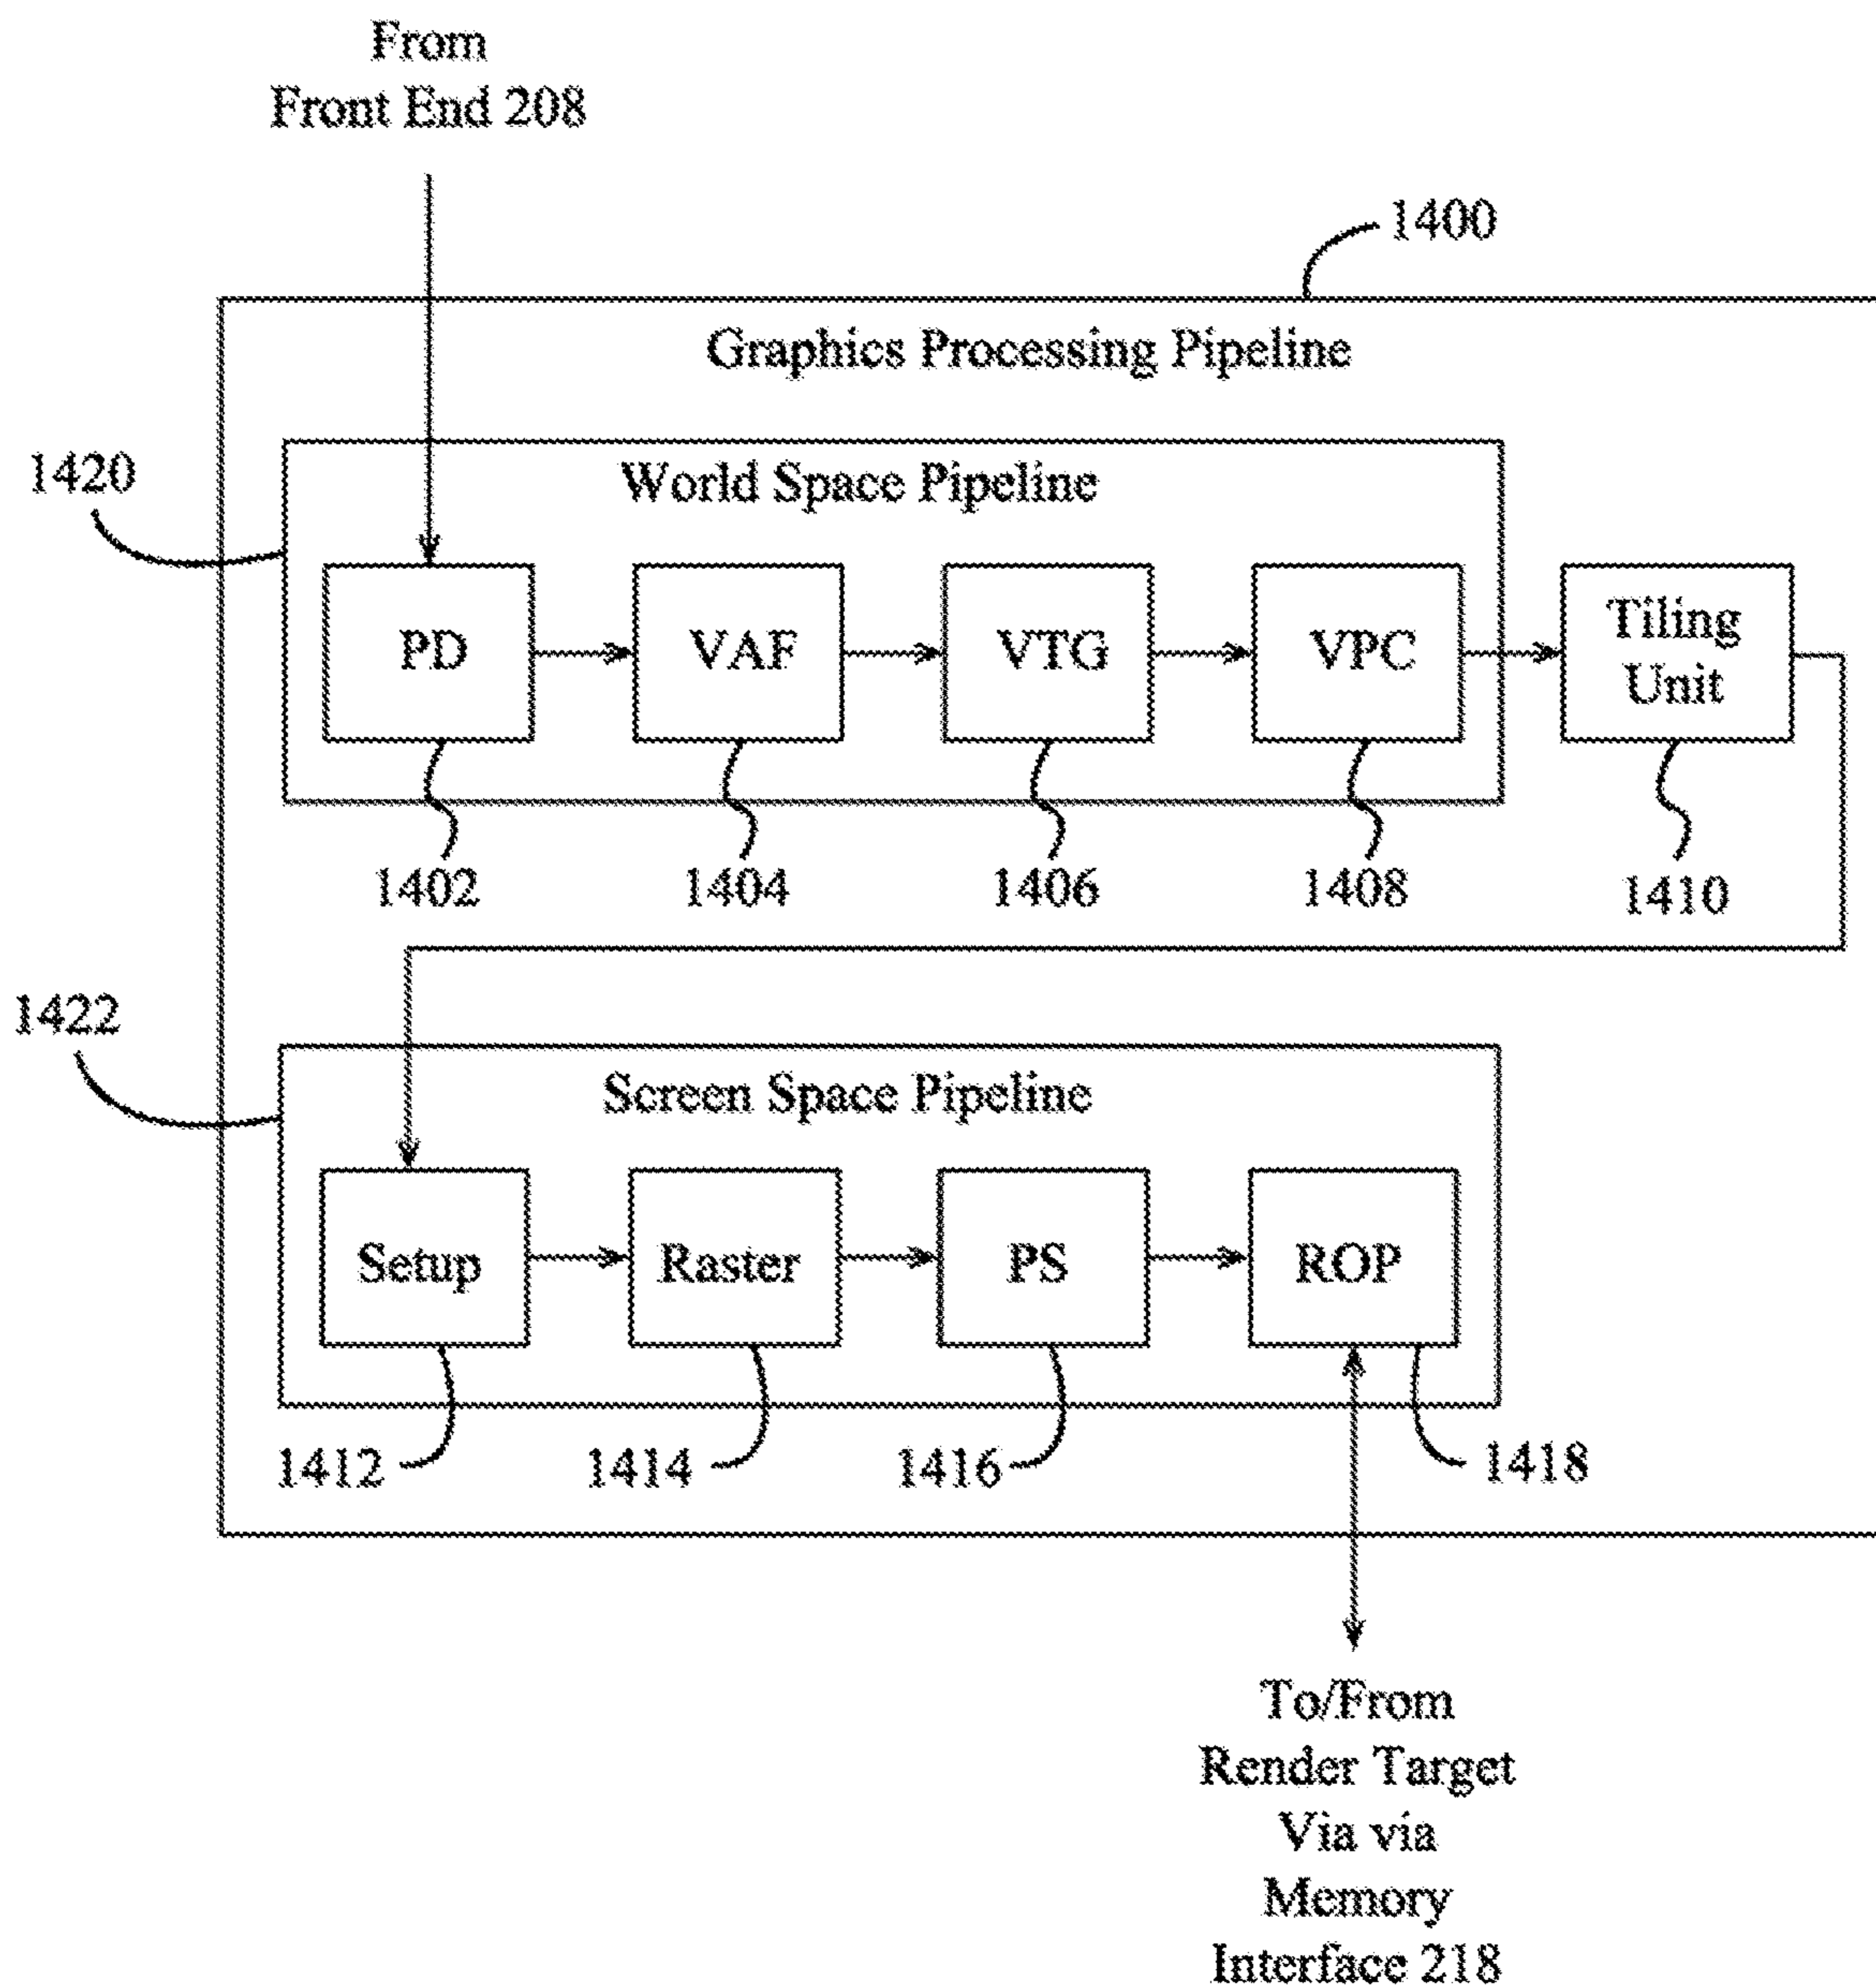 From
Front End 208
1400
Graphics Processing Pipeline
1420
World Space Pipeline
PD
VAF
VTG
VPC
Tiling
Unit
1402
1404
1406
1408
1410
1422
Screen Space Pipeline
Setup
Raster
PS
ROP
1412
1414
1416
1418
To/From
Render Target
Via via
Memory
Interface 218